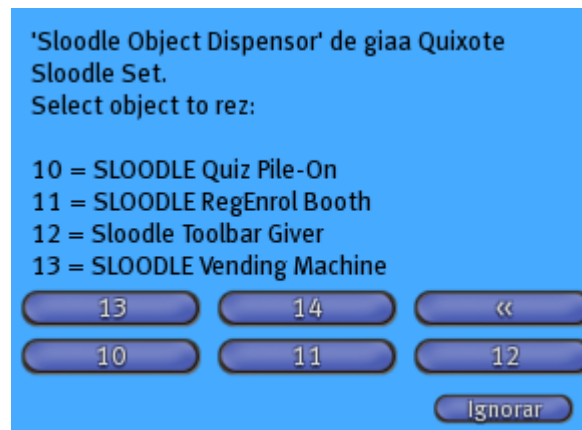 'Sloodle Object Dispensor' de giaa Quixote
Sloodle Set.
Select object to rez:
10 = SLOODLE Quiz Pile-On
11 = SLOODLE RegEnrol Booth
12 = Sloodle Toolbar Giver
13 = SLOODLE Vending Machine
13 14 «
10 11 12
Ignorar